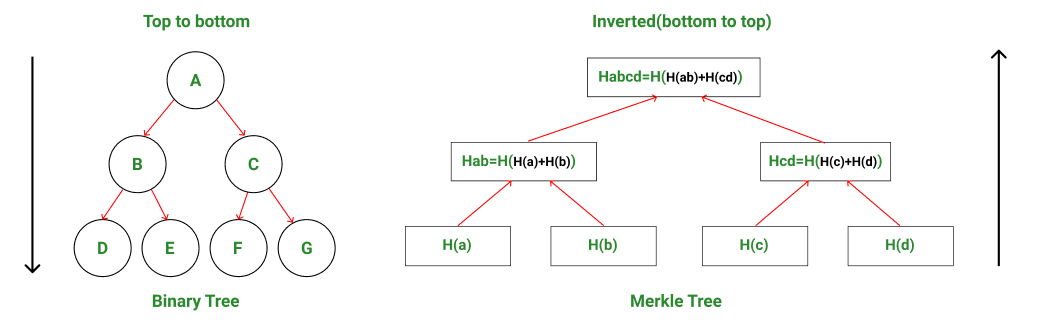 Top to bottom
A
B
C
D
E
F
G
Binary Tree
Inverted(bottom to top)
Habcd=H(H(ab)+H(cd))
Hab=H(H(a)+H(b))
Hcd=H(H(c)+H(d))
H(a)
H(b)
H(c)
H(d)
Merkle Tree